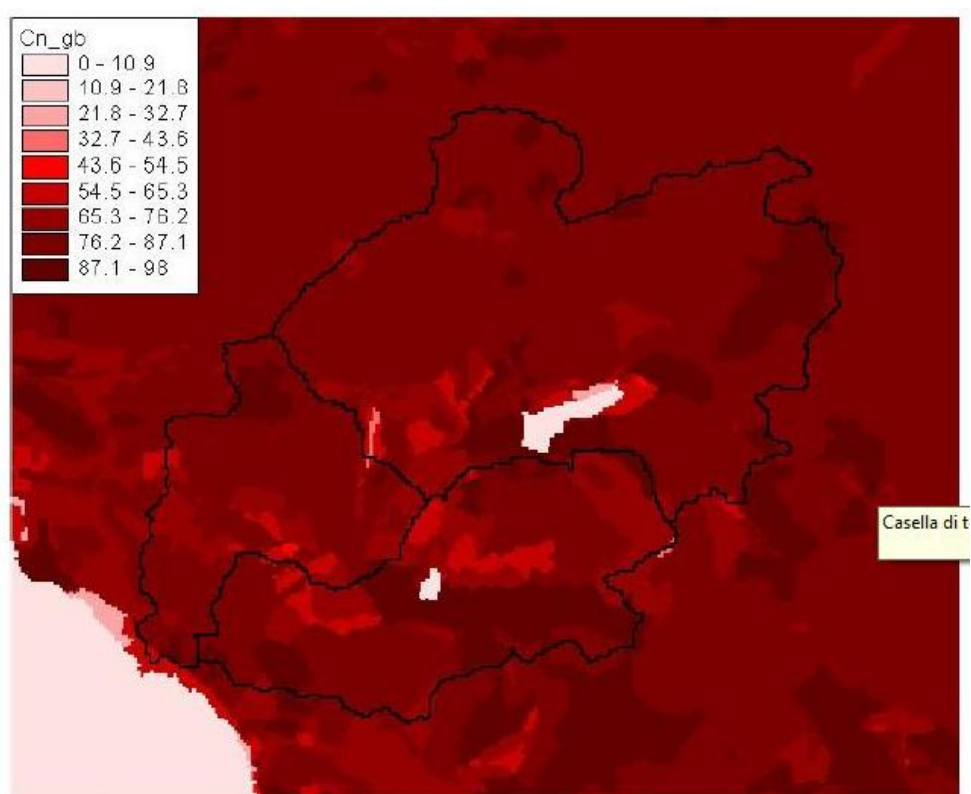 Cn_gb
0 - 10.9
10.9 - 21.8
21.8 - 32.7
32.7 - 43.6
43.6 - 54.5
54.5 - 65.3
65.3 - 76.2
76.2 - 87.1
87.1 - 98
Casella di t